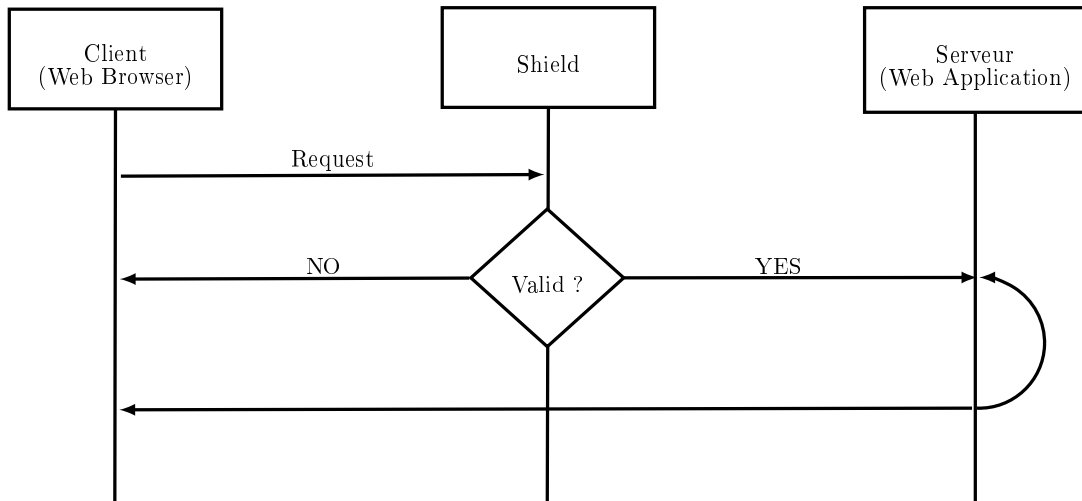 Client
(Web Browser)
Shield
Serveur
(Web Application)
Request
NO
Valid ?
YES